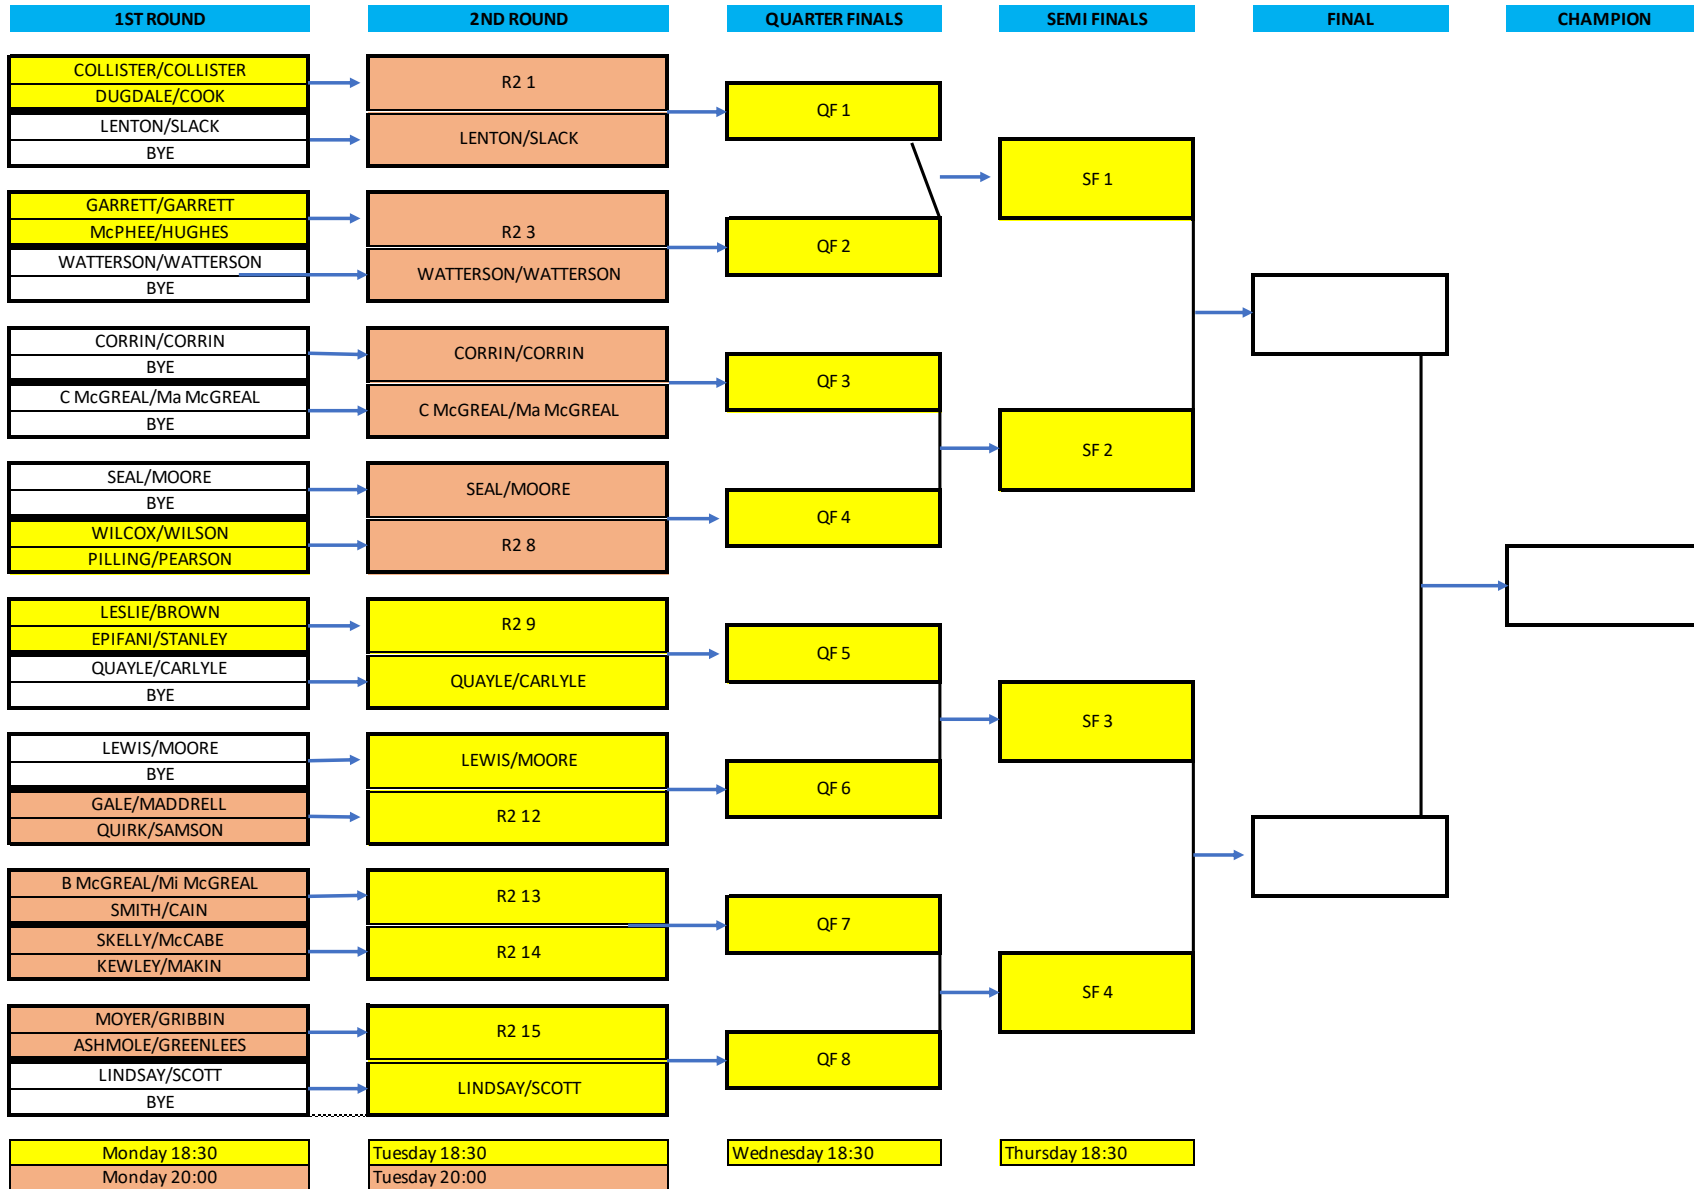 1ST ROUND
2ND ROUND
QUARTER FINALS
SEMI FINALS
FINAL
CHAMPION
COLLISTER/COLLISTER
DUGDALE/COOK
LENTON/SLACK
BYE
GARRETT/GARRETT
McPHEE/HUGHES
WATTERSON/WATTERSON
BYE
CORRIN/CORRIN
BYE
C McGREAL/Ma McGREAL
BYE
SEAL/MOORE
BYE
WILCOX/WILSON
PILLING/PEARSON
LESLIE/BROWN
EPIFANI/STANLEY
QUAYLE/CARLYLE
BYE
LEWIS/MOORE
BYE
GALE/MADDRELL
QUIRK/SAMSON
B McGREAL/Mi McGREAL
SMITH/CAIN
SKELLY/McCABE
KEWLEY/MAKIN
MOYER/GRIBBIN
ASHMOLE/GREENLEES
LINDSAY/SCOTT
BYE
Monday 18:30
Monday 20:00
R2 1
LENTON/SLACK
R2 3
WATTERSON/WATTERSON
CORRIN/CORRIN
C McGREAL/Ma McGREAL
SEAL/MOORE
R2 8
R2 9
QUAYLE/CARLYLE
LEWIS/MOORE
R2 12
R2 13
R2 14
R2 15
LINDSAY/SCOTT
Tuesday 18:30
Tuesday 20:00
QF 1
QF 2
QF 3
QF 4
QF 5
QF 6
QF 7
QF 8
Wednesday 18:30
SF 1
SF 2
SF 3
SF 4
Thursday 18:30